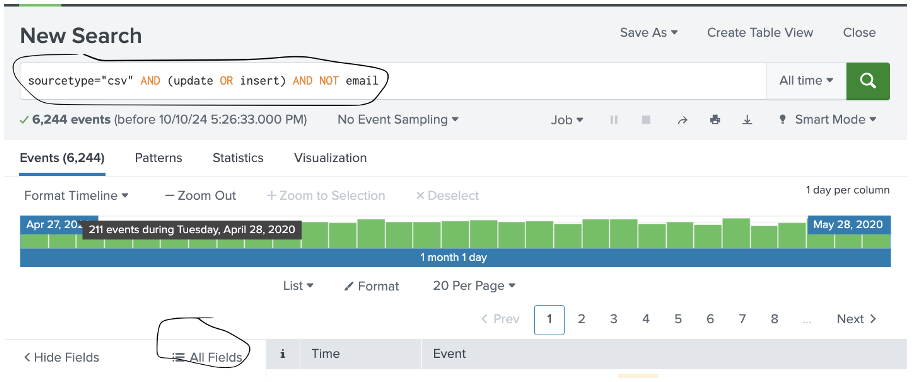 New Search
Save As ▾ Create Table View Close
sourcetype="csv" AND (update OR insert) AND NOT email
All time ▾
✓ 6,244 events (before 10/10/24 5:26:33.000 PM) No Event Sampling ▾ Job ▾ Smart Mode ▾
Events (6,244) Patterns Statistics Visualization
Format Timeline ▾ — Zoom Out + Zoom to Selection × Deselect
1 day per column
Apr 27, 202
211 events during Tuesday, April 28, 2020
May 28, 2020
1 month 1 day
List ▾ Format 20 Per Page ▾
< Prev 1 2 3 4 5 6 7 8 ... Next >
< Hide Fields All Fields i Time Event